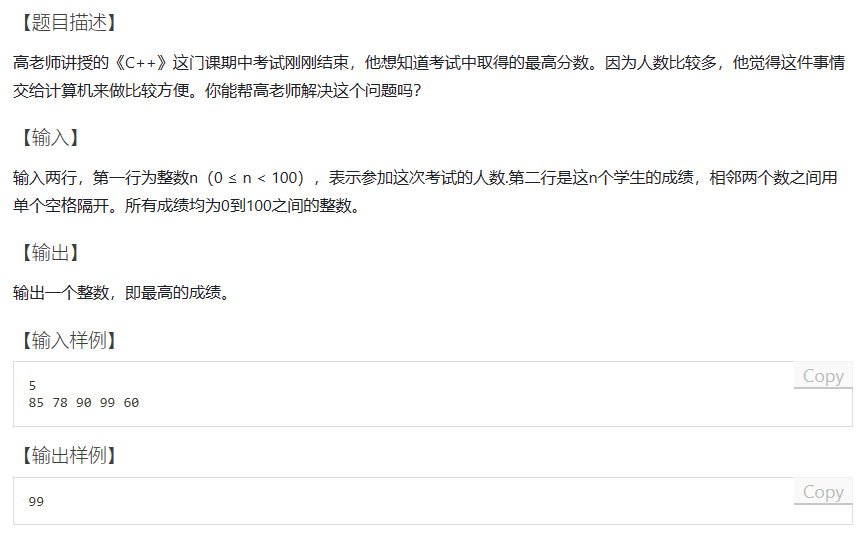 【题目描述】
高老师讲授的《C++》这门课期中考试刚刚结束，他想知道考试中取得的最高分数。因为人数比较多，他觉得这件事情
交给计算机来做比较方便。你能帮高老师解决这个问题吗？
【输入】
输入两行，第一行为整数n（0 ≤ n < 100），表示参加这次考试的人数.第二行是这n个学生的成绩，相邻两个数之间用
单个空格隔开。所有成绩均为0到100之间的整数。
【输出】
输出一个整数，即最高的成绩。
【输入样例】
Copy
5
85 78 90 99 60
【输出样例】
Copy
99